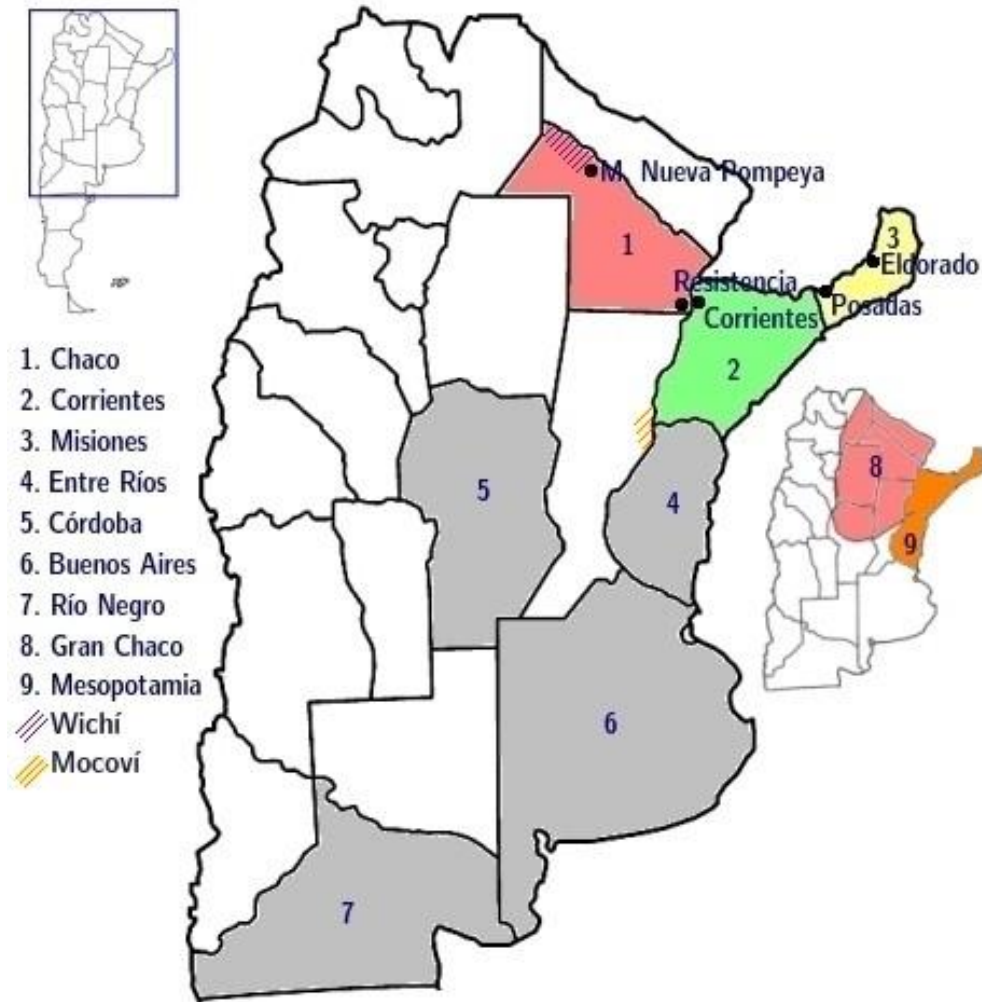 M. Nueva Pompeya
1
3
Eldorado
Resistencia
Posadas
Corrientes
2
1. Chaco
2. Corrientes
3. Misiones
4. Entre Ríos
5. Córdoba
6. Buenos Aires
7. Río Negro
8. Gran Chaco
9. Mesopotamia
Wichí
Mocoví
5
4
8
9
6
7